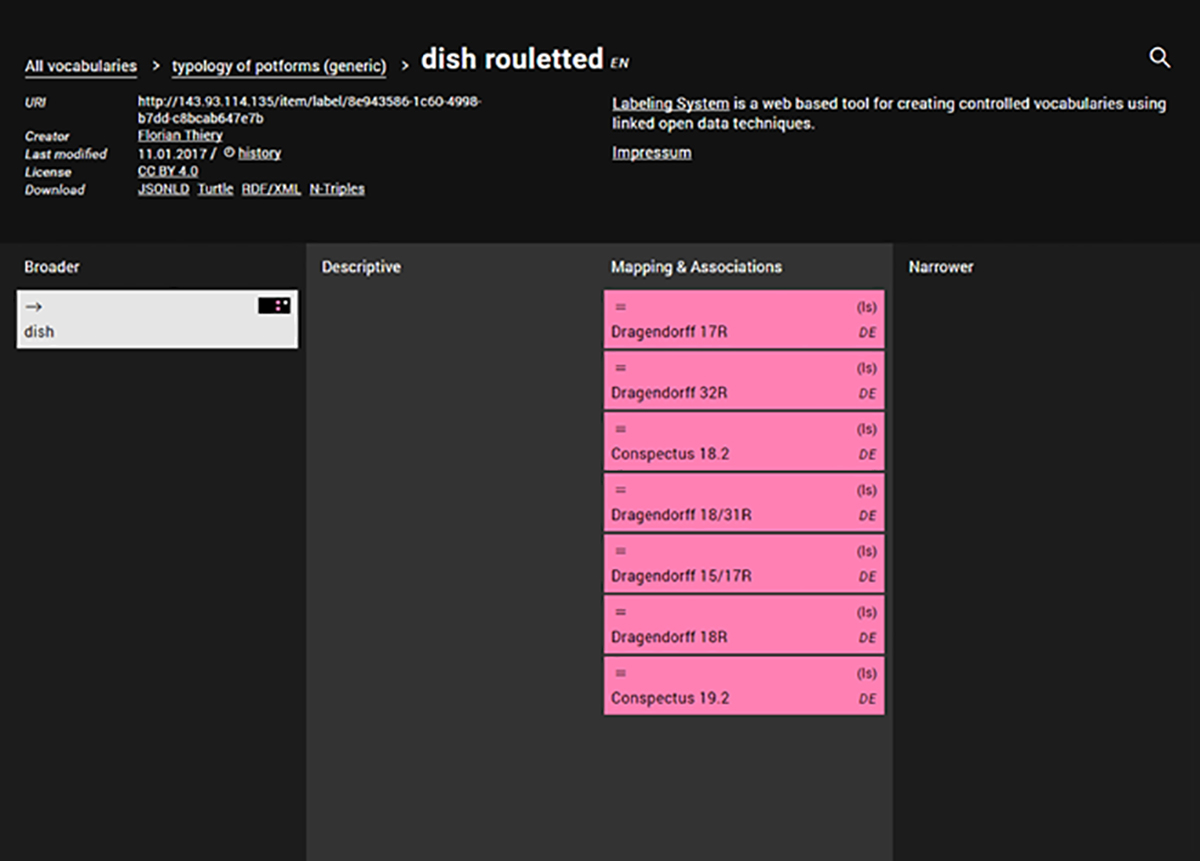 All vocabularies > typology of potforms (generic) > dish rouletted EN
URI http://143.93.114.135/item/label/8e943586-1c60-4998-
b7dd-c8bcab647e7b
Creator Florian Thiery
Last modified 11.01.2017 / history
License CC BY 4.0
Download JSONLD Turtle RDF/XML N-Triples
Labeling System is a web based tool for creating controlled vocabularies using
linked open data techniques.
Impressum
Broader
→
dish
Descriptive
Mapping & Associations
= (ls)
Dragendorff 17R DE
= (ls)
Dragendorff 32R DE
= (ls)
Conspectus 18.2 DE
= (ls)
Dragendorff 18/31R DE
= (ls)
Dragendorff 15/17R DE
= (ls)
Dragendorff 18R DE
= (ls)
Conspectus 19.2 DE
Narrower